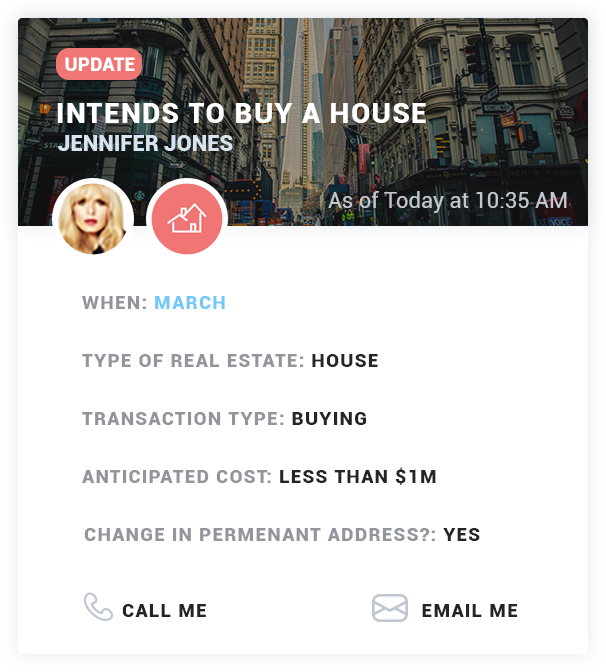 UPDATE
INTENDS TO BUY A HOUSE
JENNIFER JONES
As of Today at 10:35 AM
WHEN: MARCH
TYPE OF REAL ESTATE: HOUSE
TRANSACTION TYPE: BUYING
ANTICIPATED COST: LESS THAN $1M
CHANGE IN PERMENANT ADDRESS?: YES
CALL ME
EMAIL ME